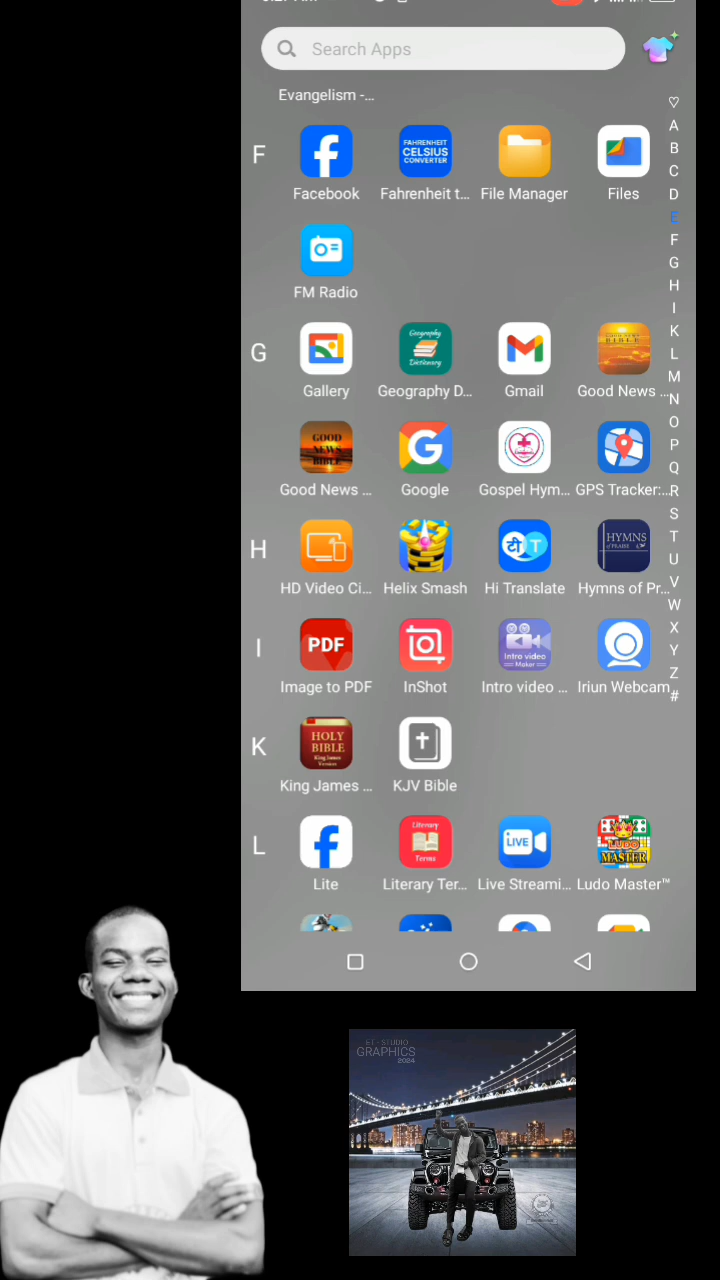 Search Apps
♡
Evangelism -...
A
B
C
D
E
F
G
H
I
K
L
M
N
O
P
Q
R
S
T
U
V
W
X
Y
Z
#
F
FAHRENHEIT
CELSIUS
CONVERTER
Facebook
Fahrenheit t...
File Manager
Files
FM Radio
G
Geography
Dictionary
GOOD NEWS
BIBLE
Gallery
Geography D...
Gmail
Good News ...
GOOD
NEWS
BIBLE
Good News ...
Google
Gospel Hym...
GPS Tracker:...
H
टी T
HYMNS
of PRAISE
HD Video Ci...
Helix Smash
Hi Translate
Hymns of Pr...
I
PDF
Intro video
Maker
Image to PDF
InShot
Intro video ...
Iriun Webcam
K
HOLY
BIBLE
King James
Version
King James ...
KJV Bible
L
Literary
Terms
LIVE
LUDO
MASTER
Lite
Literary Ter...
Live Streami...
Ludo Master™
ET - STUDIO
GRAPHICS
2024